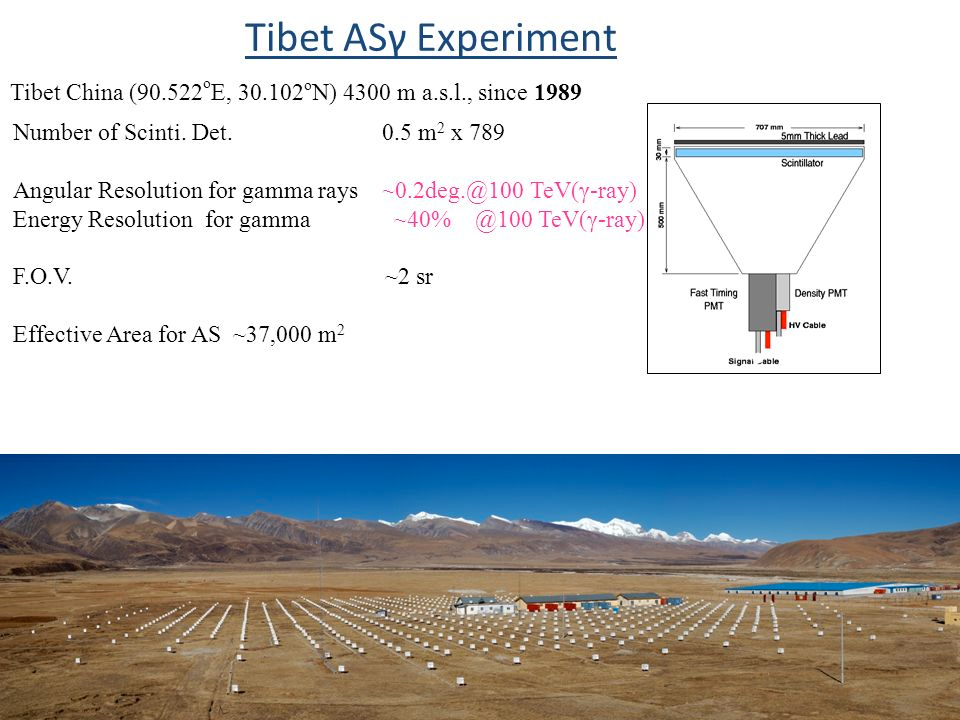 Tibet ASγ Experiment
Tibet China (90.522°E, 30.102°N) 4300 m a.s.l., since 1989
Number of Scinti. Det. 0.5 m² x 789
Angular Resolution for gamma rays ~0.2deg.@100 TeV(γ-ray)
Energy Resolution for gamma ~40% @100 TeV(γ-ray)
F.O.V. ~2 sr
Effective Area for AS ~37,000 m²
707 mm
5mm Thick Lead
30 mm
Scintillator
500 mm
Fast Timing
PMT
Density PMT
HV Cable
Signal Cable